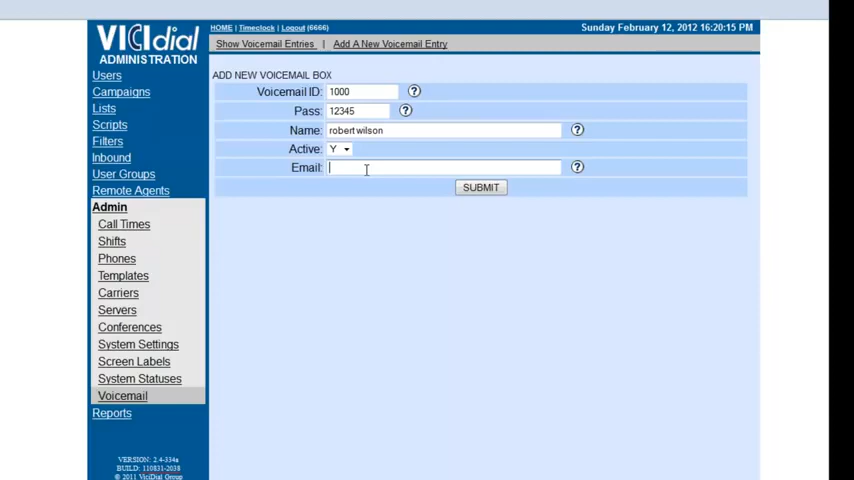 VICIdial
ADMINISTRATION
HOME | Timeclock | Logout (6666)
Sunday February 12, 2012 16:20:15 PM
Show Voicemail Entries | Add A New Voicemail Entry
Users
Campaigns
Lists
Scripts
Filters
Inbound
User Groups
Remote Agents
Admin
Call Times
Shifts
Phones
Templates
Carriers
Servers
Conferences
System Settings
Screen Labels
System Statuses
Voicemail
Reports
VERSION: 2.4-334a
BUILD: 110831-2038
© 2011 ViciDial Group
ADD NEW VOICEMAIL BOX
Voicemail ID: 1000 ?
Pass: 12345 ?
Name: robert wilson ?
Active: Y
Email: ?
SUBMIT